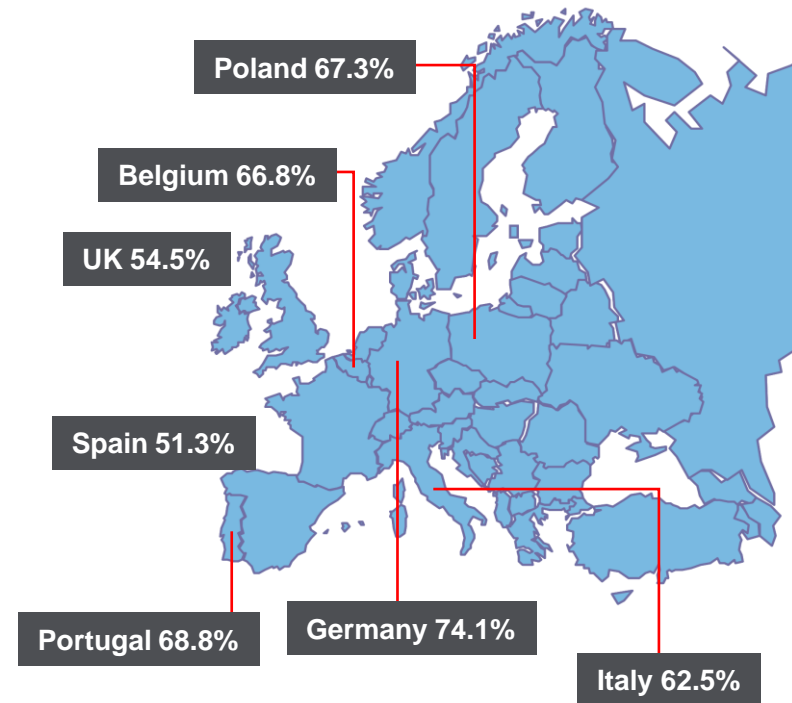 Poland 67.3%
Belgium 66.8%
UK 54.5%
Spain 51.3%
Portugal 68.8%
Germany 74.1%
Italy 62.5%